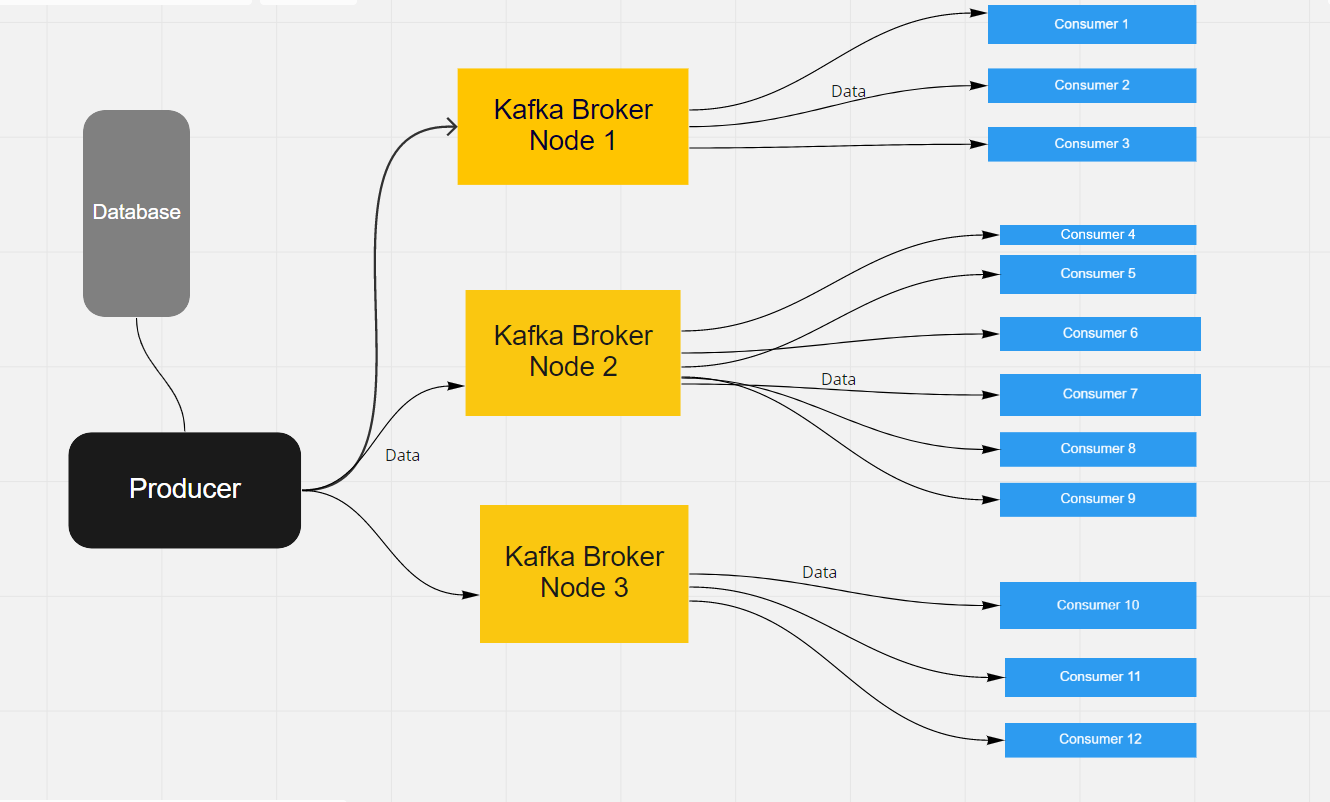 Database
Producer
Data
Kafka Broker
Node 1
Kafka Broker
Node 2
Kafka Broker
Node 3
Data
Data
Data
Consumer 1
Consumer 2
Consumer 3
Consumer 4
Consumer 5
Consumer 6
Consumer 7
Consumer 8
Consumer 9
Consumer 10
Consumer 11
Consumer 12